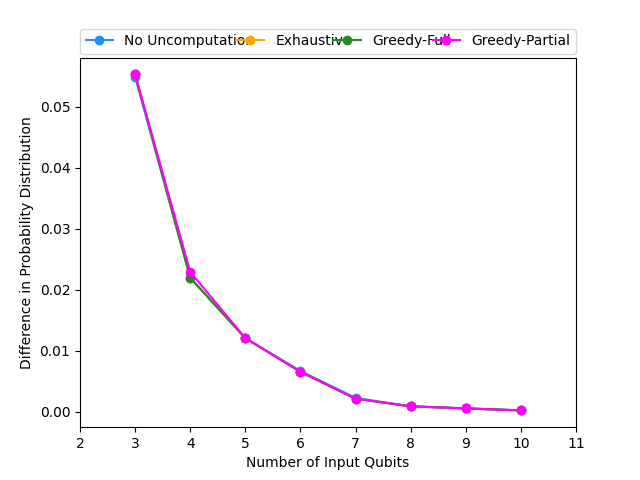 No Uncomputation Exhaustive Greedy-Full Greedy-Partial
0.05
0.04
0.03
0.02
0.01
0.00
Difference in Probability Distribution
2 3 4 5 6 7 8 9 10 11
Number of Input Qubits